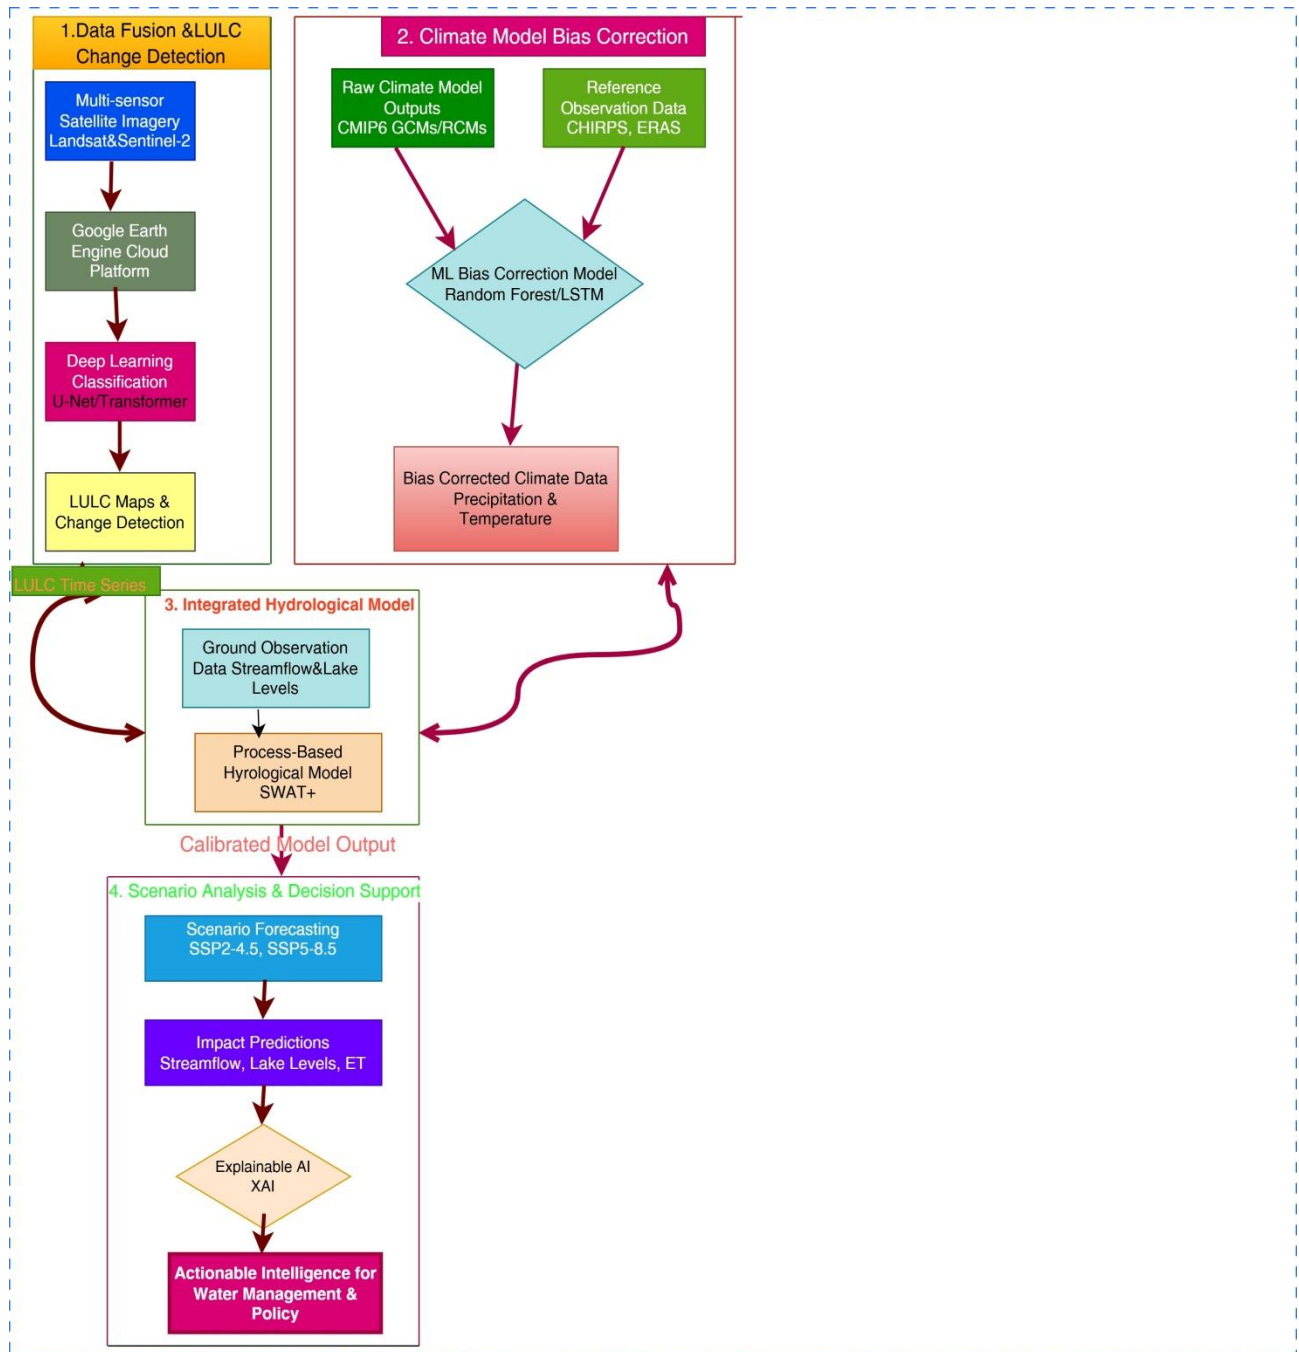 1.Data Fusion &LULC
Change Detection
Multi-sensor
Satellite Imagery
Landsat&Sentinel-2
Google Earth
Engine Cloud
Platform
Deep Learning
Classification
U-Net/Transformer
LULC Maps &
Change Detection
2. Climate Model Bias Correction
Raw Climate Model
Outputs
CMIP6 GCMs/RCMs
Reference
Observation Data
CHIRPS, ERAS
ML Bias Correction Model
Random Forest/LSTM
Bias Corrected Climate Data
Precipitation &
Temperature
LULC Time Series
3. Integrated Hydrological Model
Ground Observation
Data Streamflow&Lake
Levels
Process-Based
Hyrological Model
SWAT+
Calibrated Model Output
4. Scenario Analysis & Decision Support
Scenario Forecasting
SSP2-4.5, SSP5-8.5
Impact Predictions
Streamflow, Lake Levels, ET
Explainable AI
XAI
Actionable Intelligence for
Water Management &
Policy